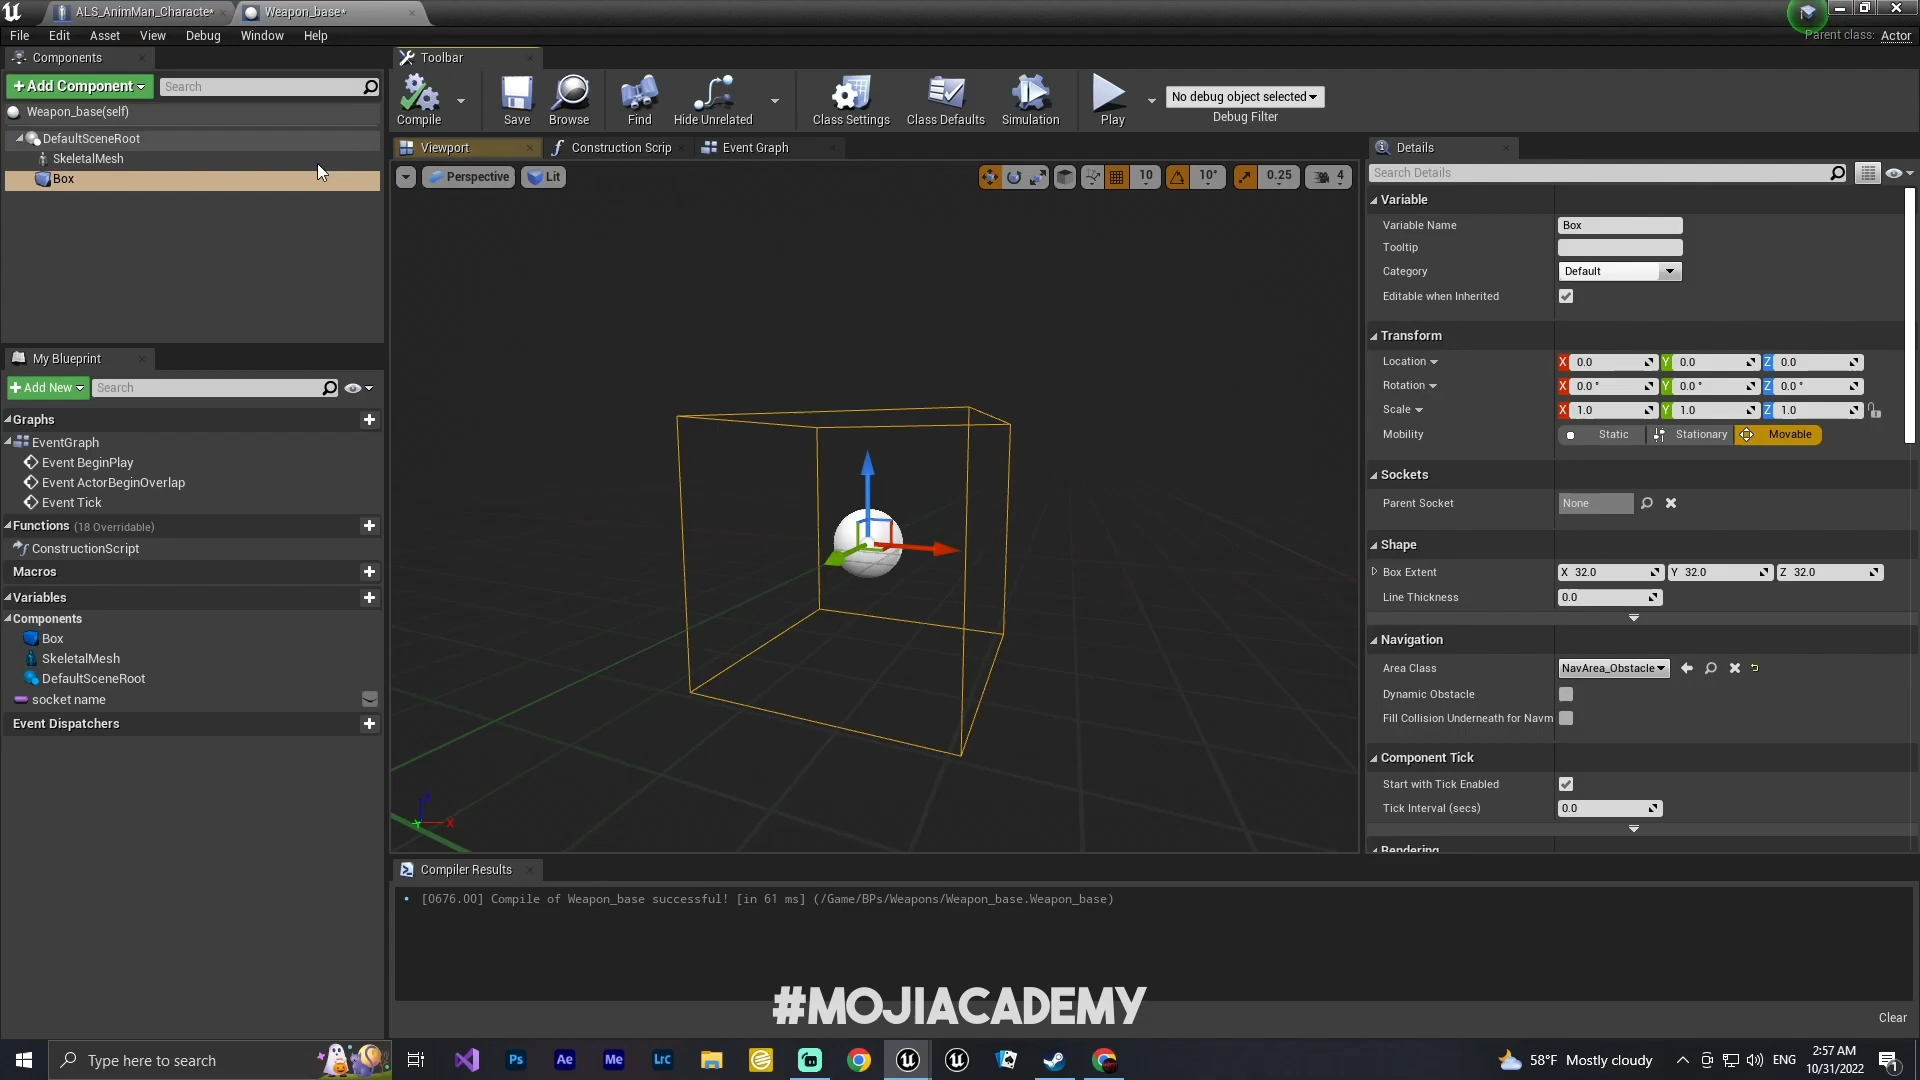 ALS_AnimMan_Characte*
Weapon_base*
File Edit Asset View Debug Window Help
Parent class: Actor
Components
+Add Component
Search
Weapon_base(self)
DefaultSceneRoot
SkeletalMesh
Box
My Blueprint
+Add New
Search
Graphs
EventGraph
Event BeginPlay
Event ActorBeginOverlap
Event Tick
Functions (18 Overridable)
ConstructionScript
Macros
Variables
Components
Box
SkeletalMesh
DefaultSceneRoot
socket name
Event Dispatchers
Toolbar
Compile Save Browse Find Hide Unrelated Class Settings Class Defaults Simulation Play
No debug object selected
Debug Filter
Viewport
Construction Scrip
Event Graph
Perspective Lit 10 10° 0.25 4
Z
X
Y
Details
Search Details
Variable
Variable Name Box
Tooltip
Category Default
Editable when Inherited
Transform
Location X 0.0 Y 0.0 Z 0.0
Rotation X 0.0 ° Y 0.0 ° Z 0.0 °
Scale X 1.0 Y 1.0 Z 1.0
Mobility Static Stationary Movable
Sockets
Parent Socket None
Shape
Box Extent X 32.0 Y 32.0 Z 32.0
Line Thickness 0.0
Navigation
Area Class NavArea_Obstacle
Dynamic Obstacle
Fill Collision Underneath for Navm
Component Tick
Start with Tick Enabled
Tick Interval (secs) 0.0
Rendering
Compiler Results
[0676.00] Compile of Weapon_base successful! [in 61 ms] (/Game/BPs/Weapons/Weapon_base.Weapon_base)
#MOJIACADEMY
Clear
Type here to search
Ps Ae Me Lrc
58°F Mostly cloudy
ENG
2:57 AM
10/31/2022
1